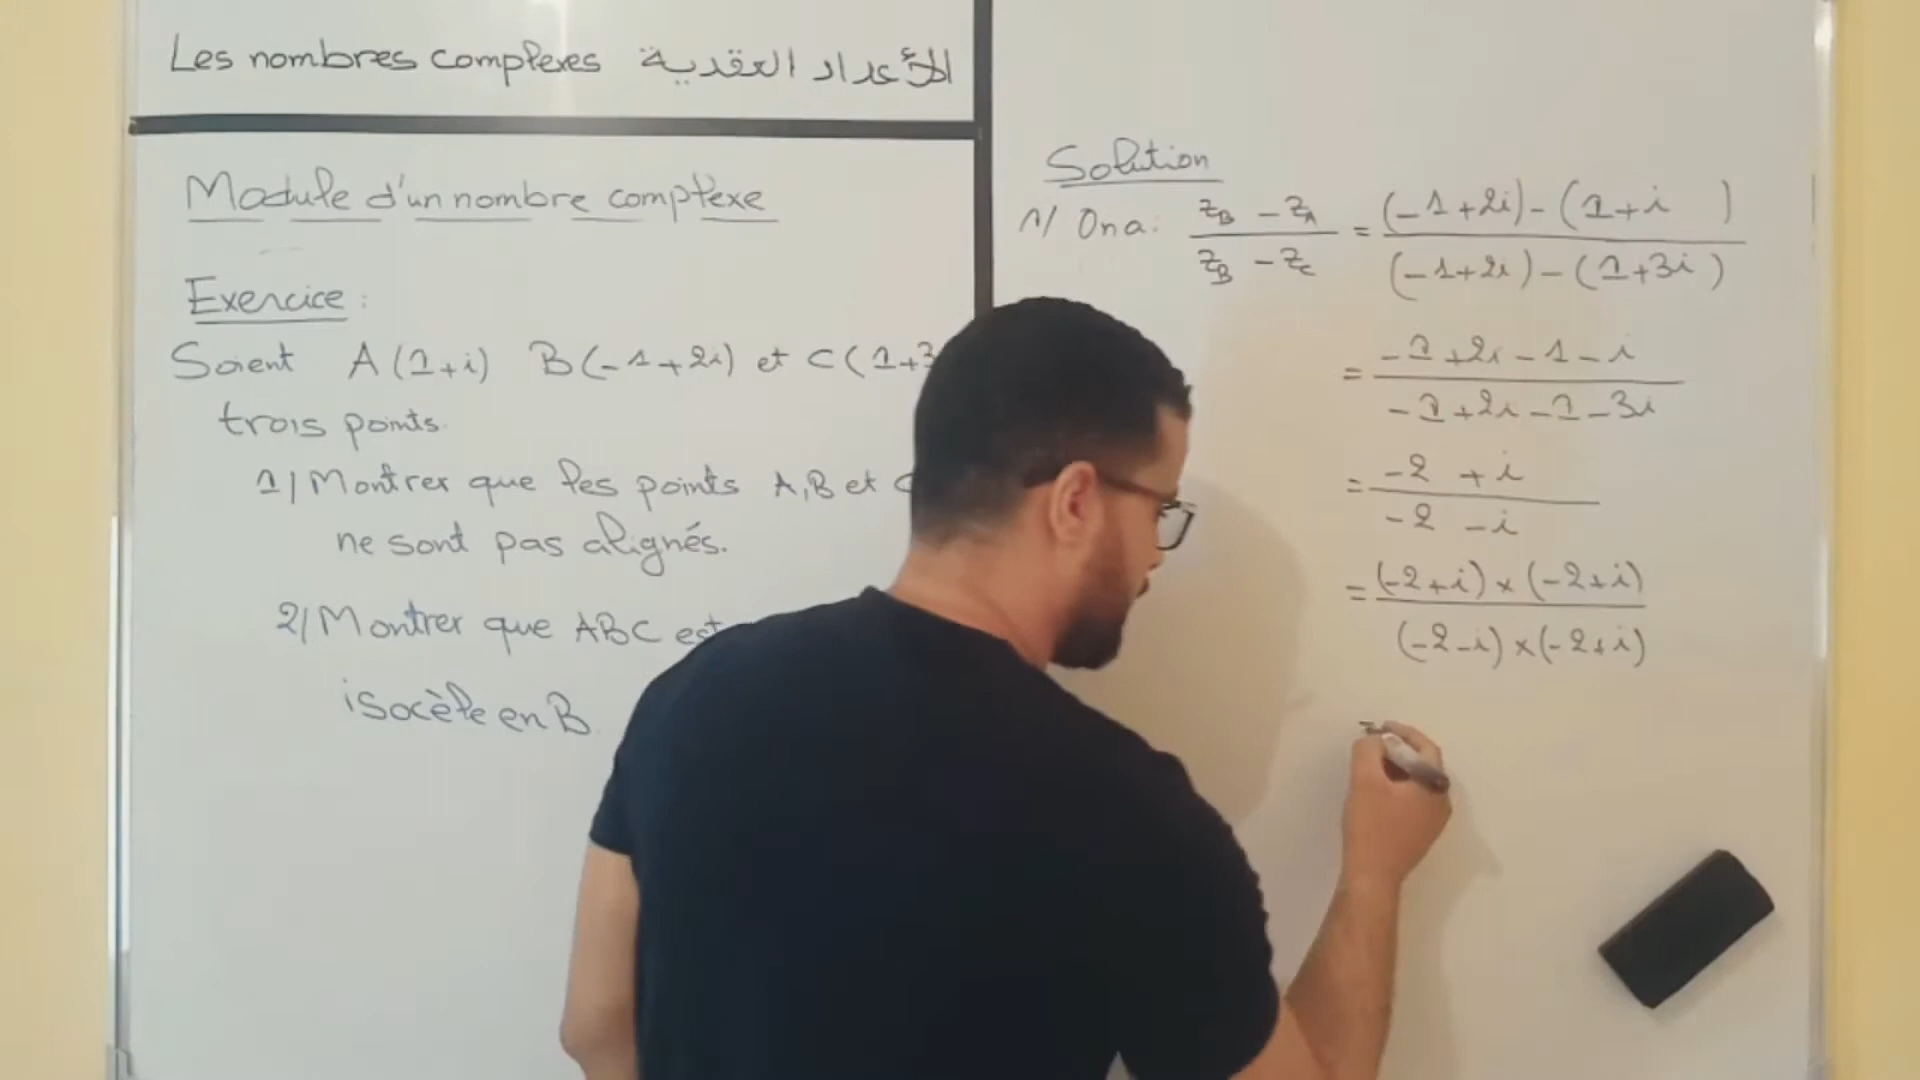 Les nombres complexes الأعداد العقدية
Module d'un nombre complexe
Exercice :
Soient A(1+i) B(-1+2i) et C(1+3
trois points.
1/ Montrer que les points A, B et C
ne sont pas alignés.
2/ Montrer que ABC est
isocèle en B.
Solution
1/ On a: (z_B - z_A)/(z_B - z_C) = ((-1+2i)-(1+i ))/((-1+2i)-(1+3i))
= (-1+2i-1-i)/(-1+2i-1-3i)
= (-2 +i)/(-2 -i)
= ((-2+i)×(-2+i))/((-2-i)×(-2+i))
=